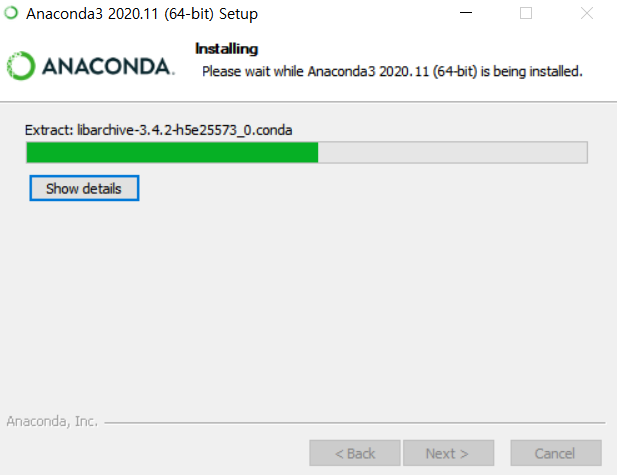 Anaconda3 2020.11 (64-bit) Setup
ANACONDA.
Installing
Please wait while Anaconda3 2020.11 (64-bit) is being installed.
Extract: libarchive-3.4.2-h5e25573_0.conda
Show details
Anaconda, Inc.
< Back
Next >
Cancel